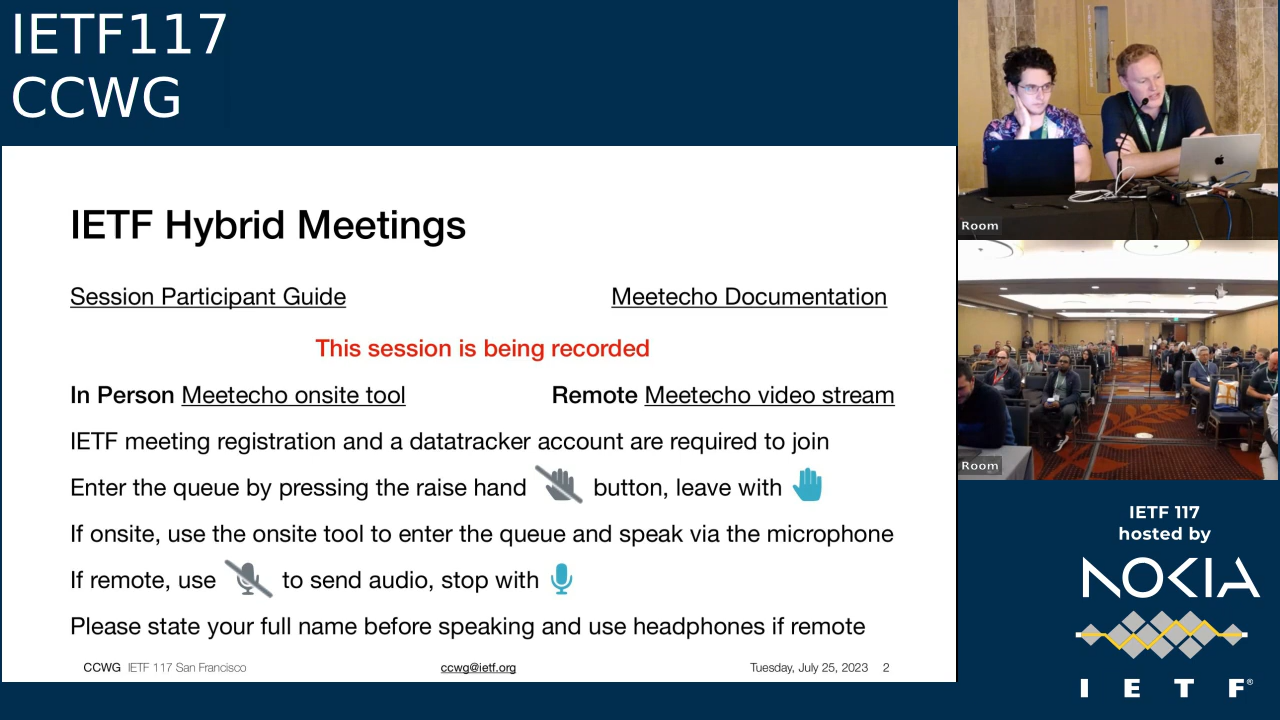 IETF117
CCWG
IETF Hybrid Meetings
Session Participant Guide
Meetecho Documentation
This session is being recorded
In Person Meetecho onsite tool
Remote Meetecho video stream
IETF meeting registration and a datatracker account are required to join
Enter the queue by pressing the raise hand button, leave with
If onsite, use the onsite tool to enter the queue and speak via the microphone
If remote, use to send audio, stop with
Please state your full name before speaking and use headphones if remote
CCWG IETF 117 San Francisco
ccwg@ietf.org
Tuesday, July 25, 2023 2
Room
Room
IETF 117
hosted by
NOKIA
I E T F®